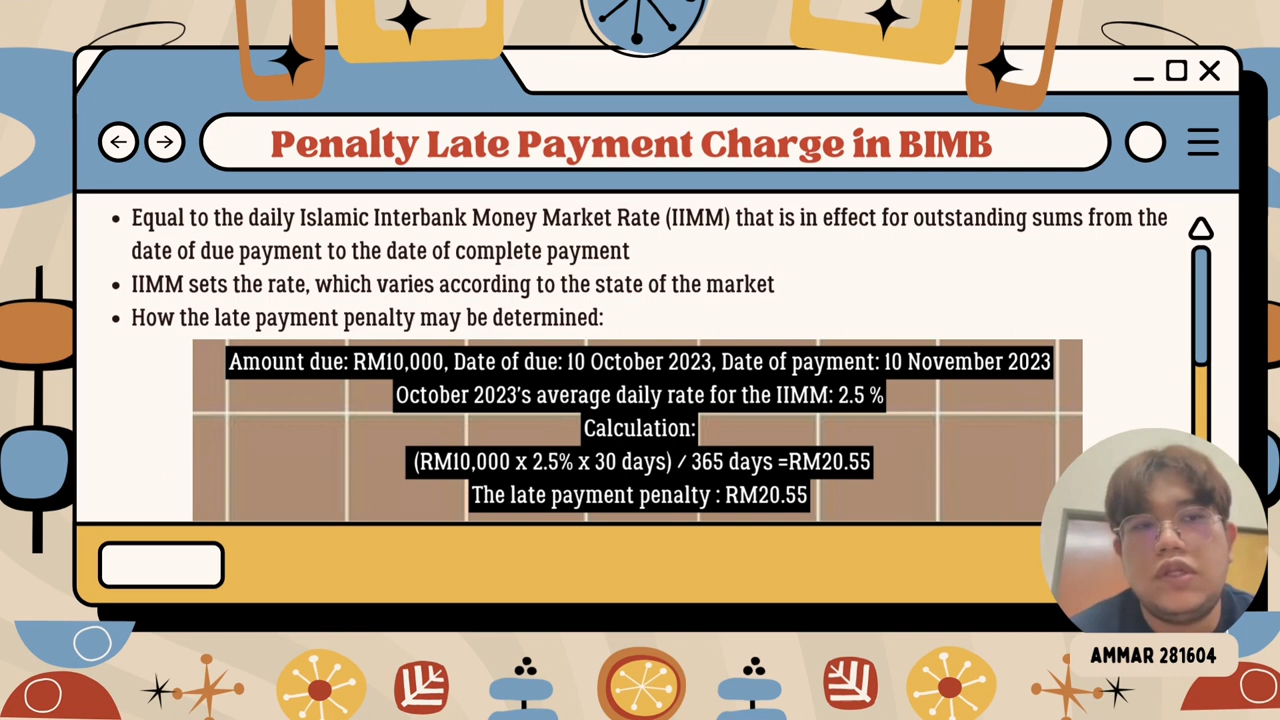 Penalty Late Payment Charge in BIMB
• Equal to the daily Islamic Interbank Money Market Rate (IIMM) that is in effect for outstanding sums from the
date of due payment to the date of complete payment
• IIMM sets the rate, which varies according to the state of the market
• How the late payment penalty may be determined:
Amount due: RM10,000, Date of due: 10 October 2023, Date of payment: 10 November 2023
October 2023's average daily rate for the IIMM: 2.5 %
Calculation:
(RM10,000 x 2.5% x 30 days) / 365 days =RM20.55
The late payment penalty : RM20.55
AMMAR 281604